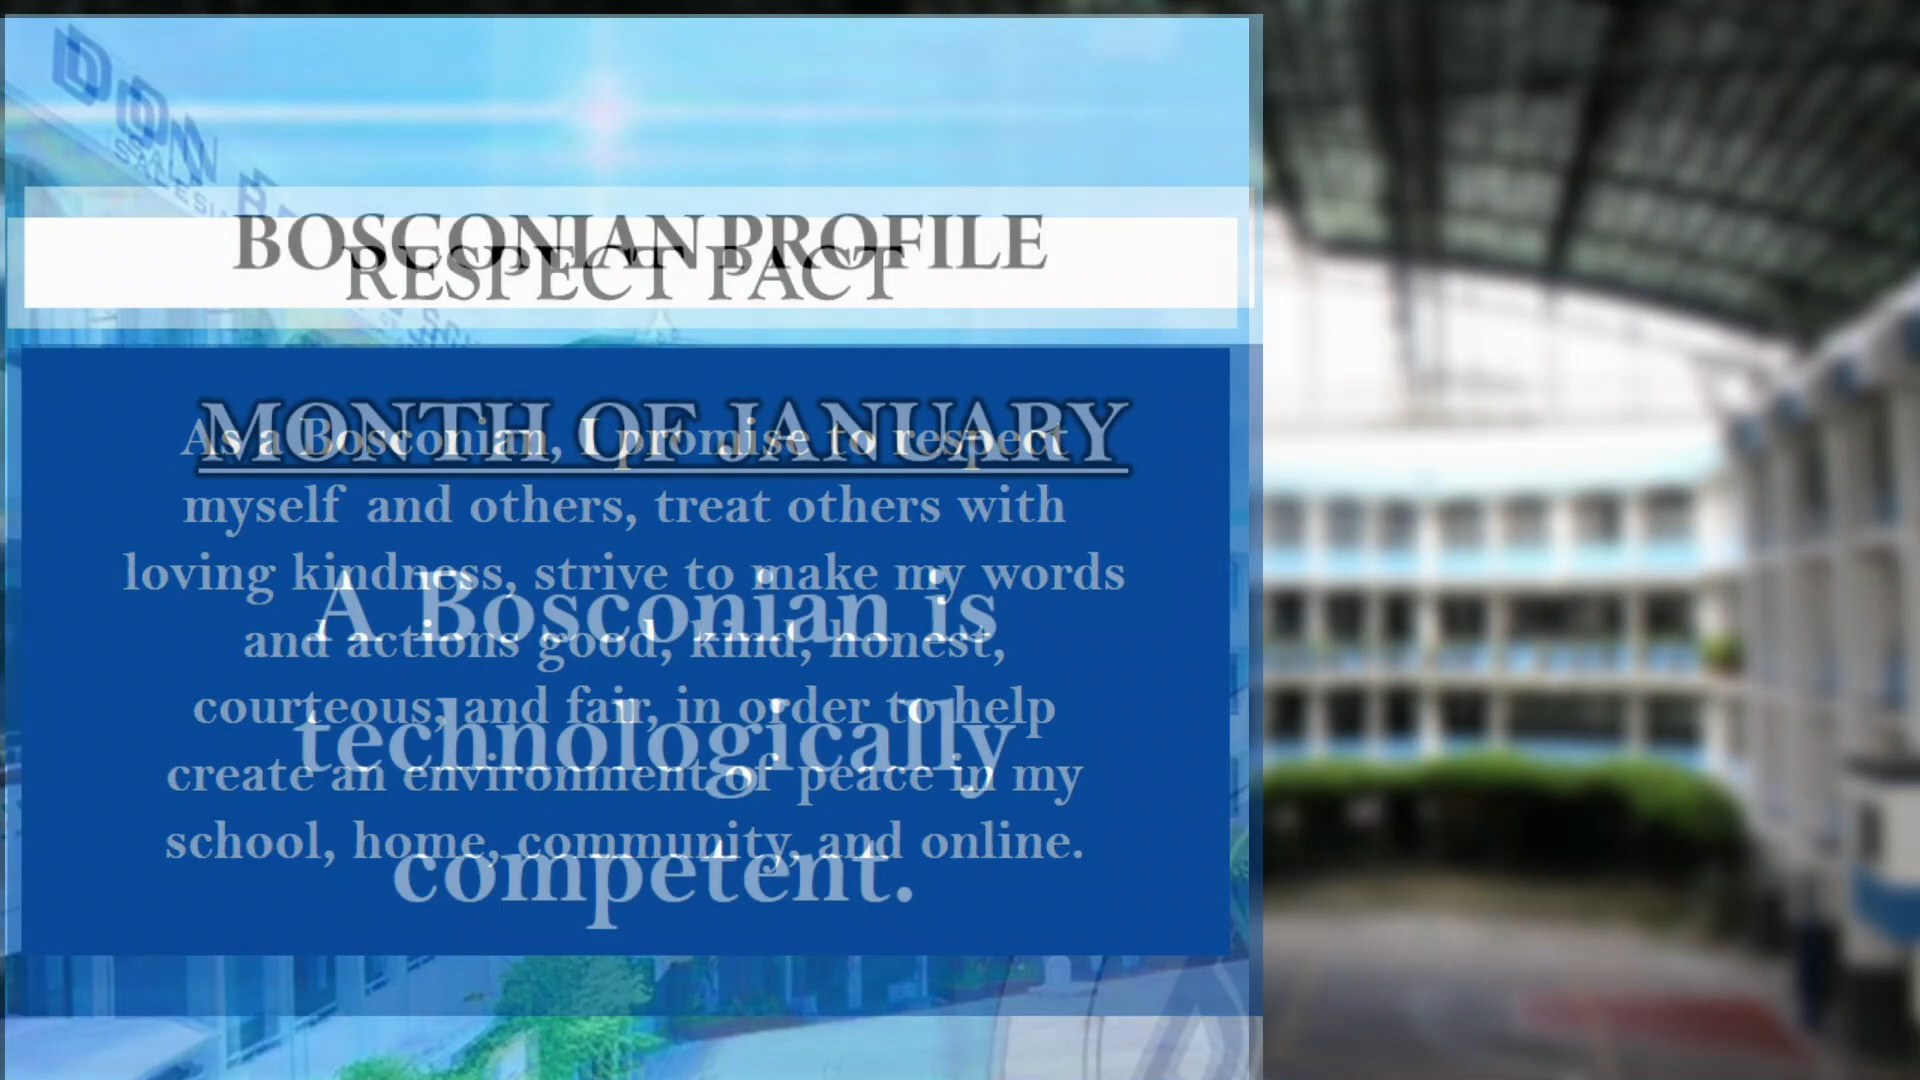 DON B
SALESI
BOSCONIAN PROFILE
RESPECT PACT
MONTH OF JANUARY
As a Bosconian, I promise to respect
myself and others, treat others with
loving kindness, strive to make my words
and actions good, kind, honest,
courteous, and fair, in order to help
create an environment of peace in my
school, home, community, and online.
A Bosconian is
technologically
competent.